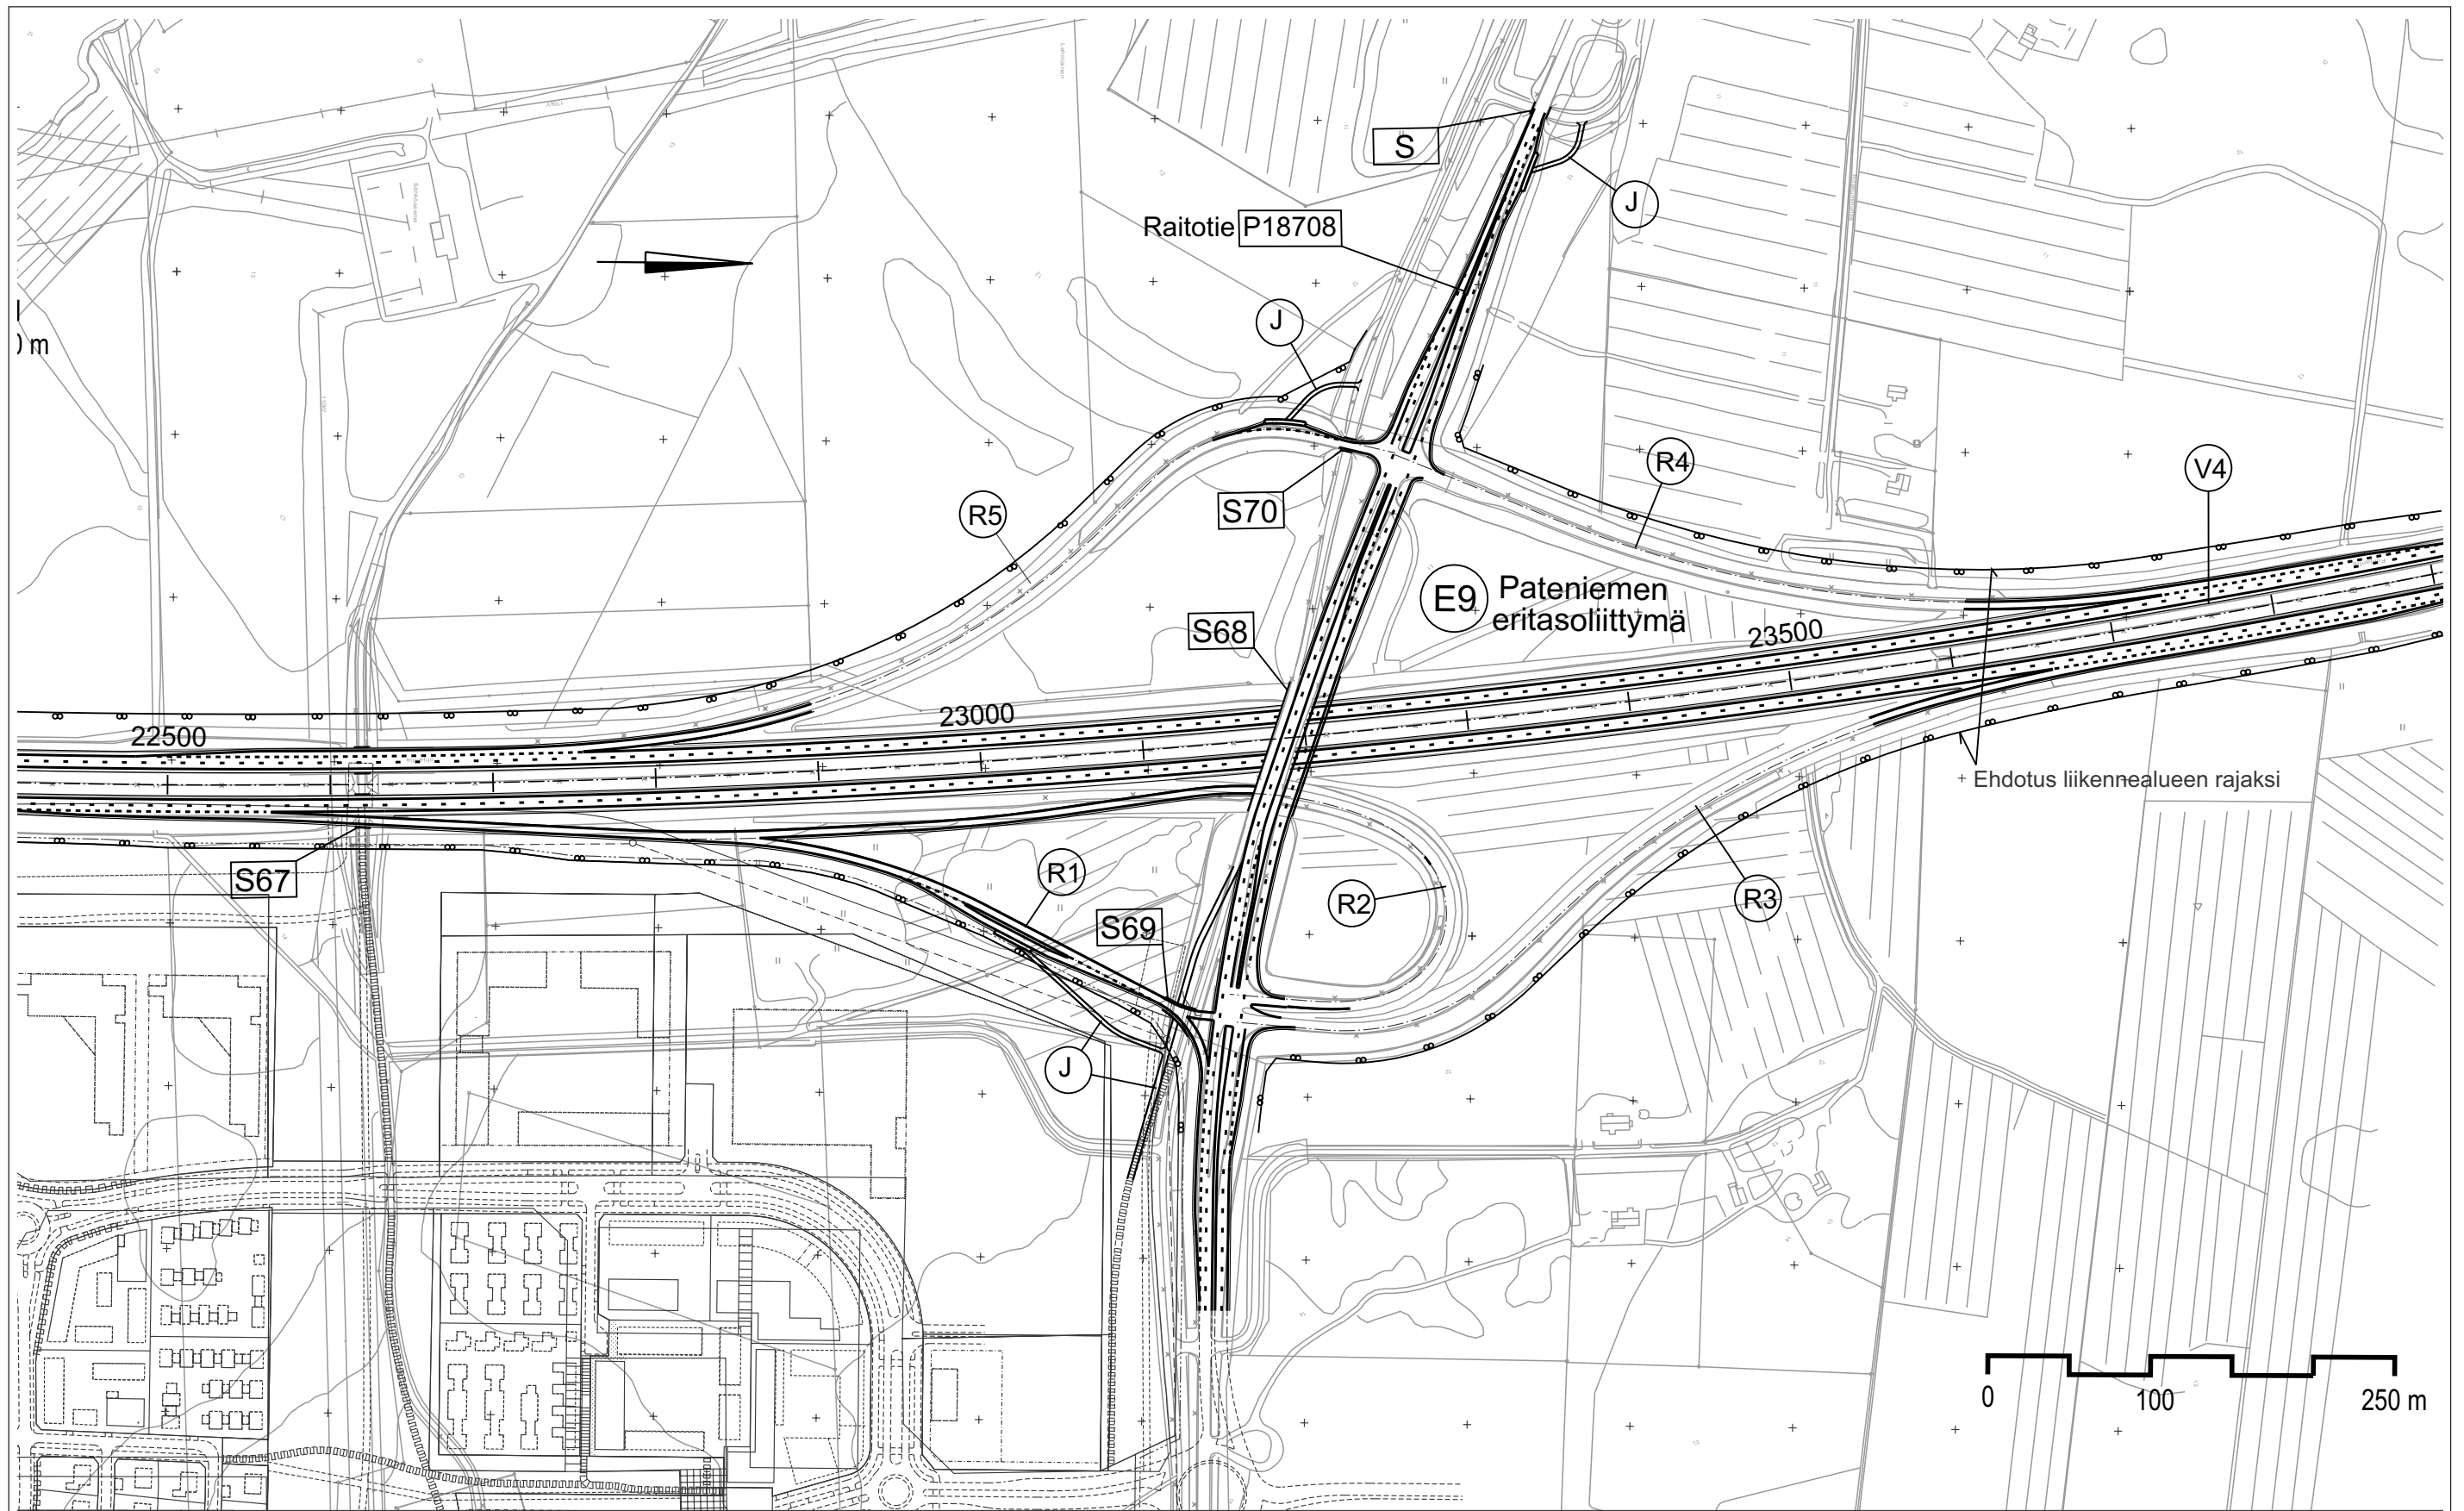 S
J
Raitotie P18708
J
) m
R4
V4
R5
S70
E9 Pateniemen
eritasoliittymä
S68
23500
23000
22500
Ehdotus liikennealueen rajaksi
S67
R1
R2
R3
S69
J
0 100 250 m